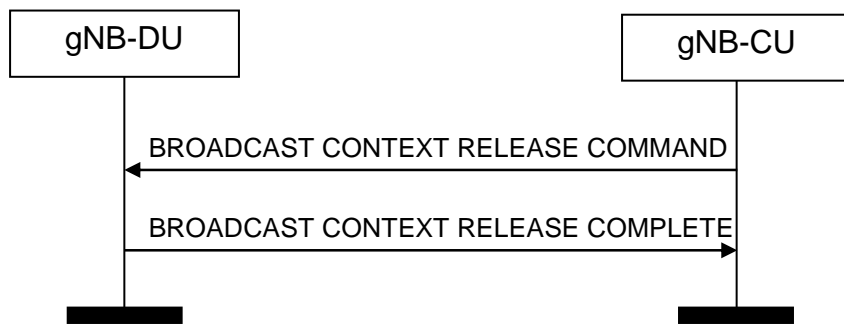 gNB-DU
gNB-CU
BROADCAST CONTEXT RELEASE COMMAND
BROADCAST CONTEXT RELEASE COMPLETE